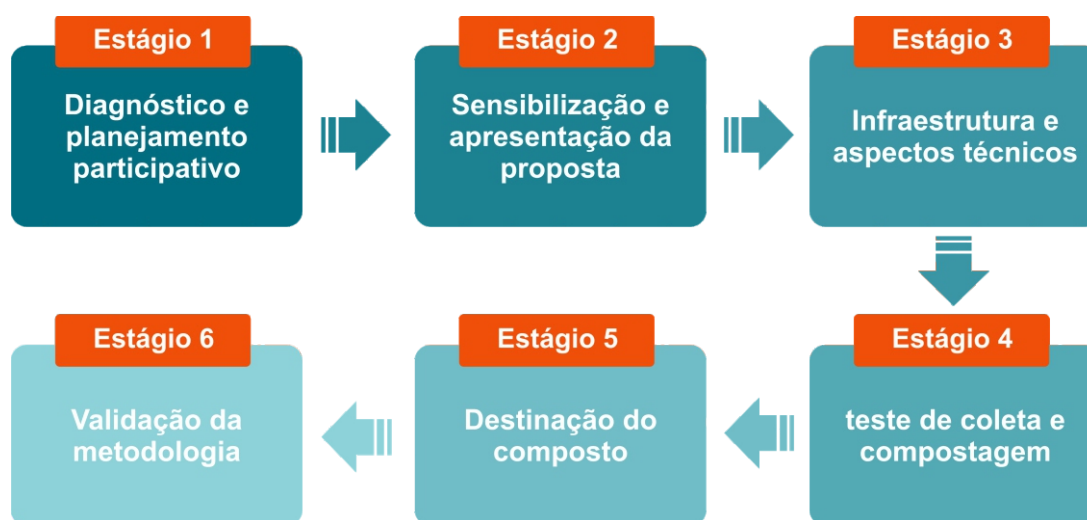 Estágio 1
Diagnóstico e
planejamento
participativo
Estágio 2
Sensibilização e
apresentação da
proposta
Estágio 3
Infraestrutura e
aspectos técnicos
Estágio 4
teste de coleta e
compostagem
Estágio 5
Destinação do
composto
Estágio 6
Validação da
metodologia